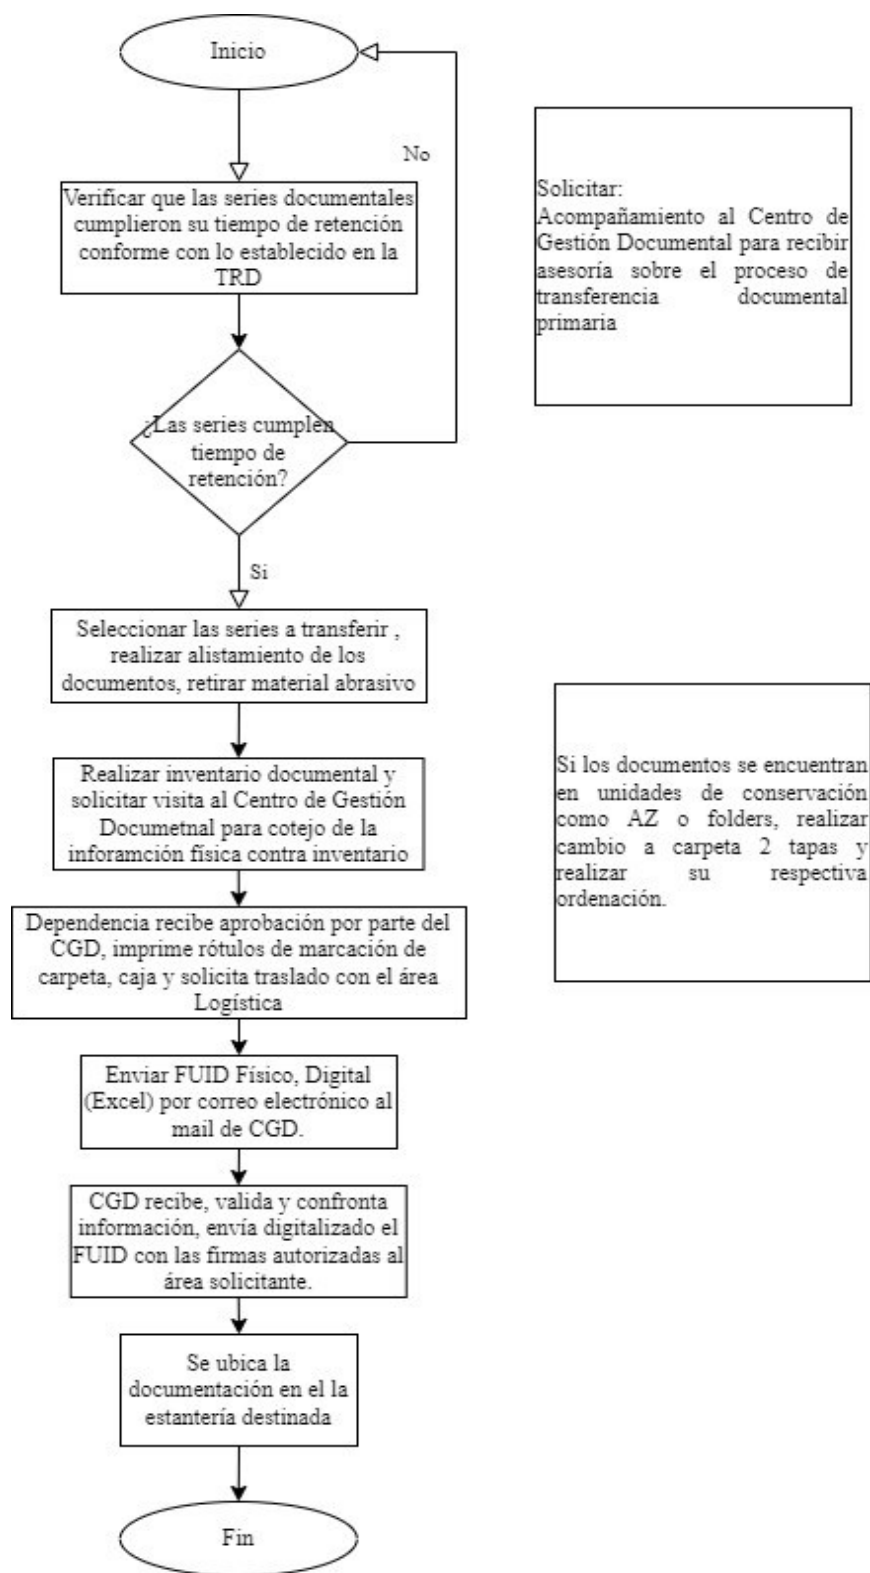 Inicio
No
Verificar que las series documentales
cumplieron su tiempo de retención
conforme con lo establecido en la
TRD
Solicitar:
Acompañamiento al Centro de
Gestión Documental para recibir
asesoría sobre el proceso de
transferencia documental
primaria
¿Las series cumplen
tiempo de
retención?
Si
Seleccionar las series a transferir ,
realizar alistamiento de los
documentos, retirar material abrasivo
Realizar inventario documental y
solicitar visita al Centro de Gestión
Documetnal para cotejo de la
inforamción física contra inventario
Si los documentos se encuentran
en unidades de conservación
como AZ o folders, realizar
cambio a carpeta 2 tapas y
realizar su respectiva
ordenación.
Dependencia recibe aprobación por parte del
CGD, imprime rótulos de marcación de
carpeta, caja y solicita traslado con el área
Logística
Enviar FUID Físico, Digital
(Excel) por correo electrónico al
mail de CGD.
CGD recibe, valida y confronta
información, envía digitalizado el
FUID con las firmas autorizadas al
área solicitante.
Se ubica la
documentación en el la
estantería destinada
Fin